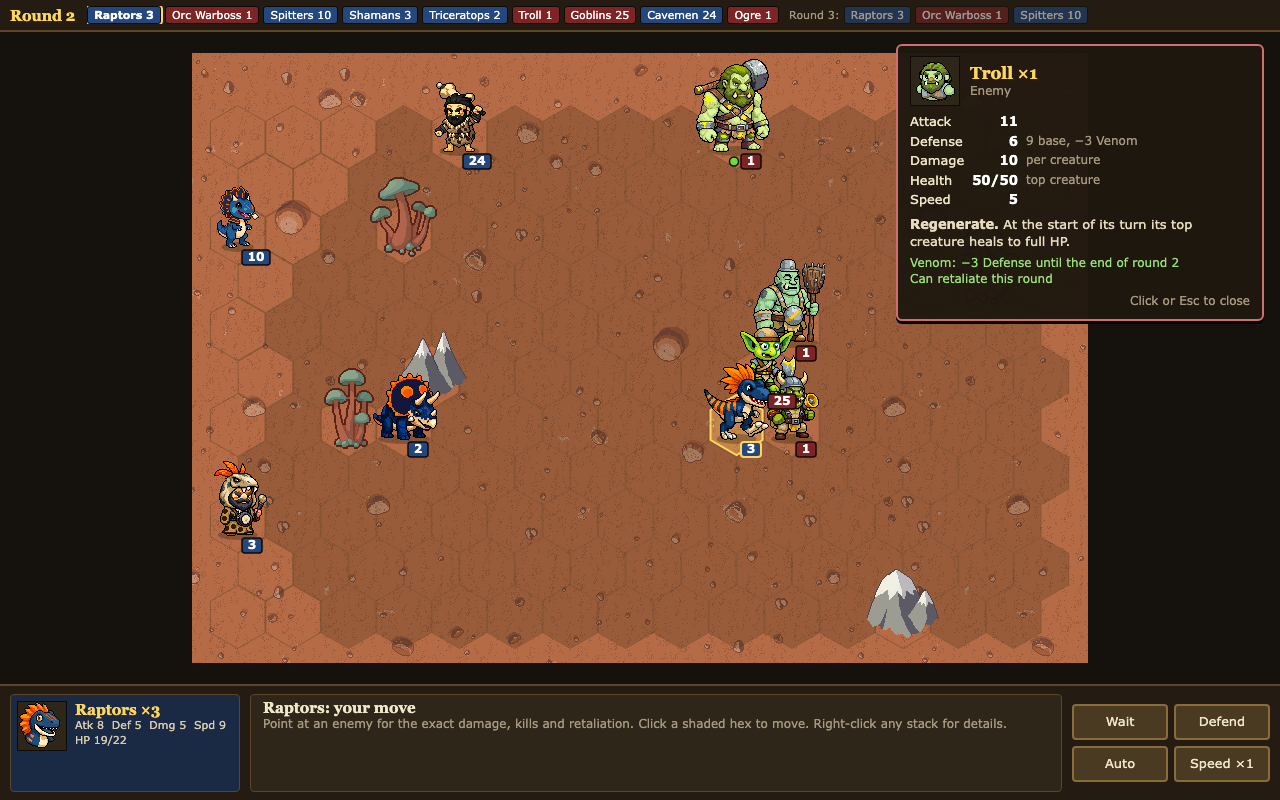 Round 2 Raptors 3 Orc Warboss 1 Spitters 10 Shamans 3 Triceratops 2 Troll 1 Goblins 25 Cavemen 24 Ogre 1 Round 3: Raptors 3 Orc Warboss 1 Spitters 10
Troll ×1
Enemy
Attack 11
Defense 6 9 base, −3 Venom
Damage 10 per creature
Health 50/50 top creature
Speed 5
Regenerate. At the start of its turn its top
creature heals to full HP.
Venom: −3 Defense until the end of round 2
Can retaliate this round
Click or Esc to close
24
1
10
1
25
2
3
1
3
Raptors ×3
Atk 8 Def 5 Dmg 5 Spd 9
HP 19/22
Raptors: your move
Point at an enemy for the exact damage, kills and retaliation. Click a shaded hex to move. Right-click any stack for details.
Wait
Defend
Auto
Speed ×1